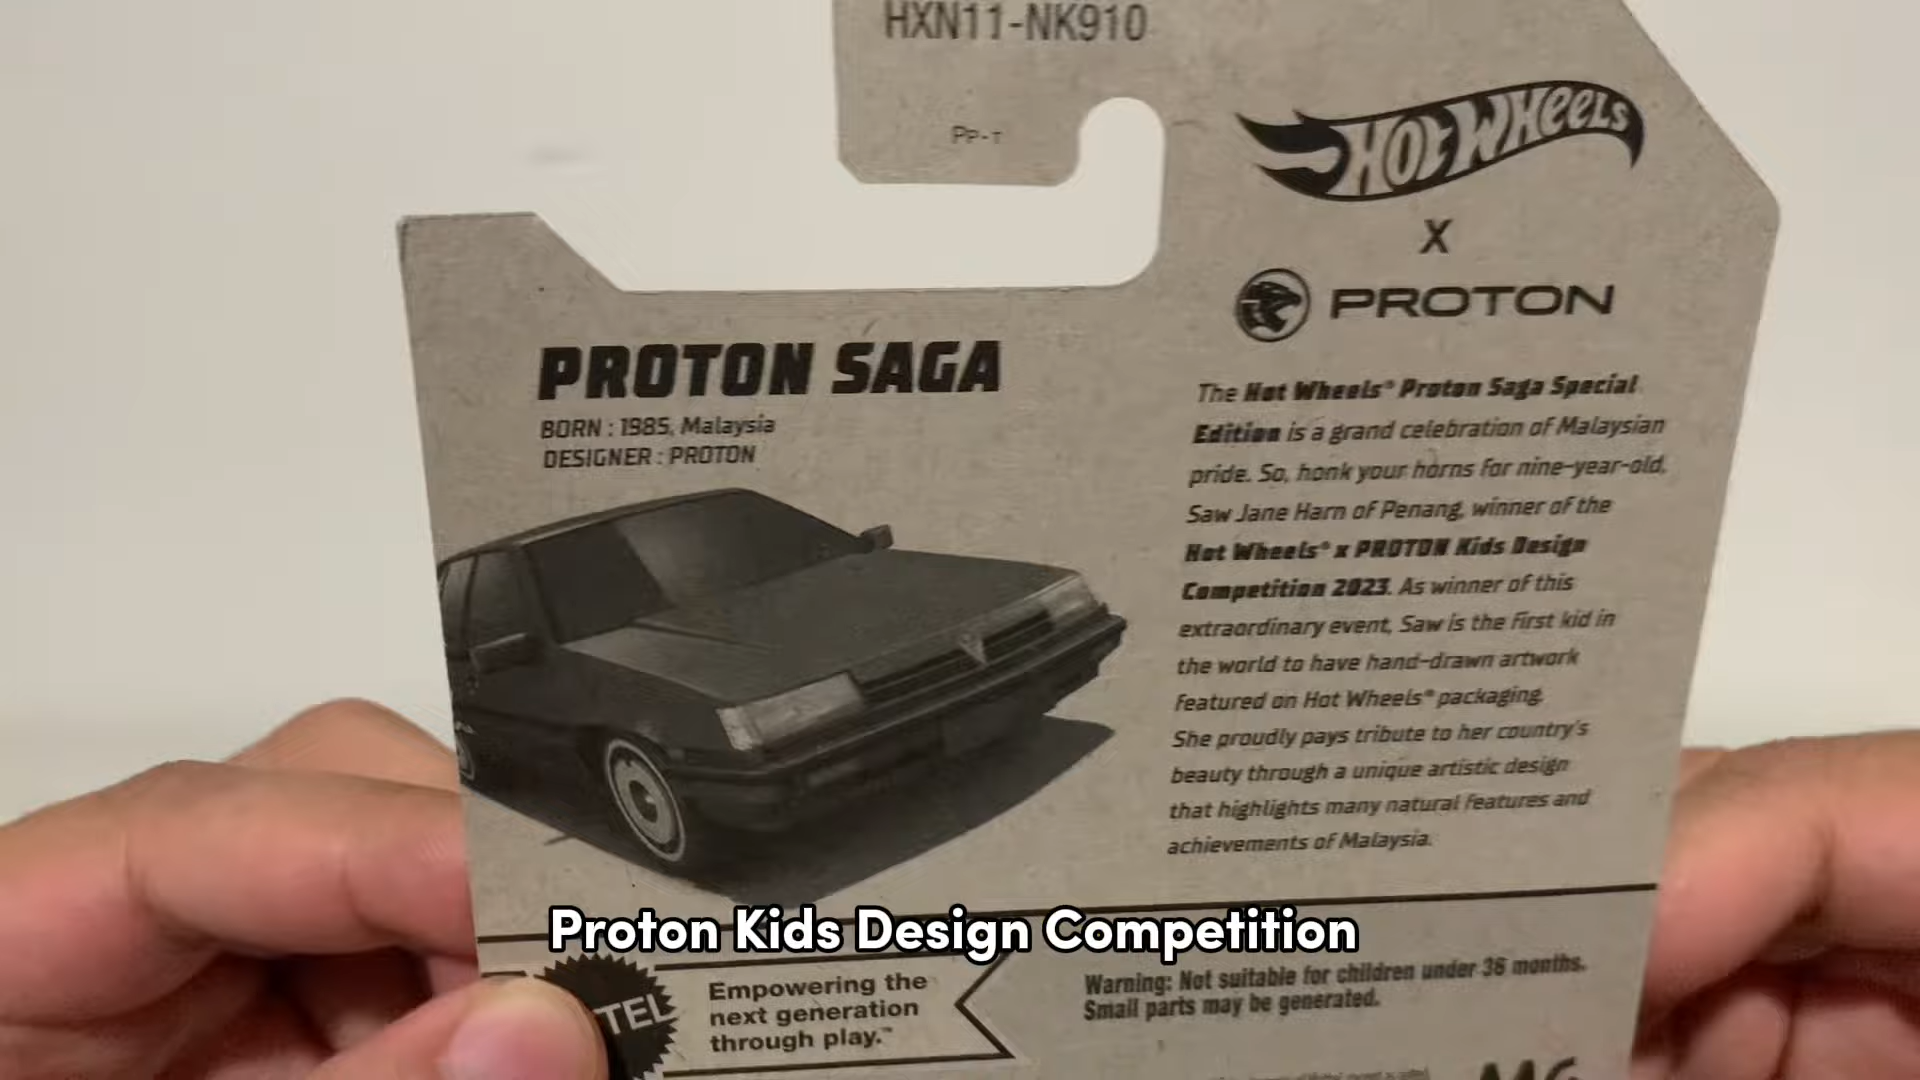 HXN11-NK910
PP-T
HOT WHEELS
X
PROTON
PROTON SAGA
BORN : 1985, Malaysia
DESIGNER : PROTON
The Hot Wheels® Proton Saga Special
Edition is a grand celebration of Malaysian
pride. So, honk your horns for nine-year-old,
Saw Jane Harn of Penang, winner of the
Hot Wheels® x PROTON Kids Design
Competition 2023. As winner of this
extraordinary event, Saw is the first kid in
the world to have hand-drawn artwork
featured on Hot Wheels® packaging.
She proudly pays tribute to her country's
beauty through a unique artistic design
that highlights many natural features and
achievements of Malaysia.
Proton Kids Design Competition
TEL
Empowering the
next generation
through play.™
Warning: Not suitable for children under 36 months.
Small parts may be generated.